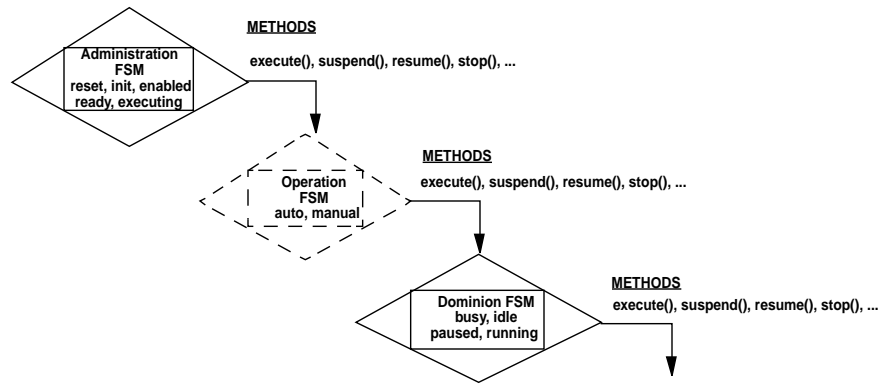 METHODS
Administration
FSM
reset, init, enabled
ready, executing
execute(), suspend(), resume(), stop(), ...
METHODS
Operation
FSM
auto, manual
execute(), suspend(), resume(), stop(), ...
METHODS
Dominion FSM
busy, idle
paused, running
execute(), suspend(), resume(), stop(), ...